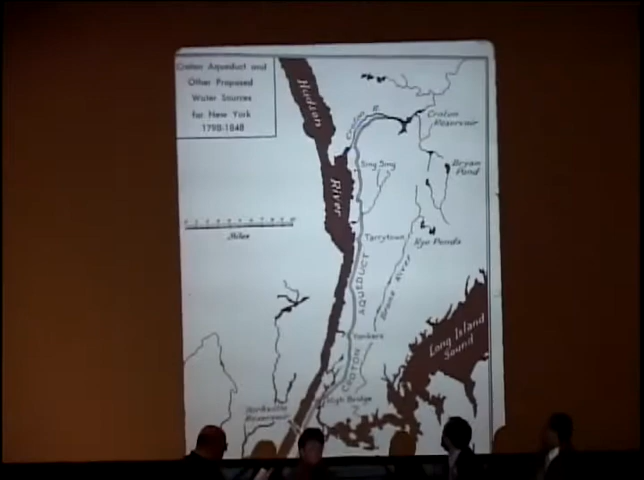 Croton Aqueduct and
Other Proposed
Water Sources
for New York
1798-1848
Hudson
River
Croton R.
Croton
Reservoir
Sing Sing
Bryam
Pond
Tarrytown
Rye Ponds
Miles
AQUEDUCT
CROTON
Bronx River
Yonkers
Long Island
Sound
High Bridge
Reservoir